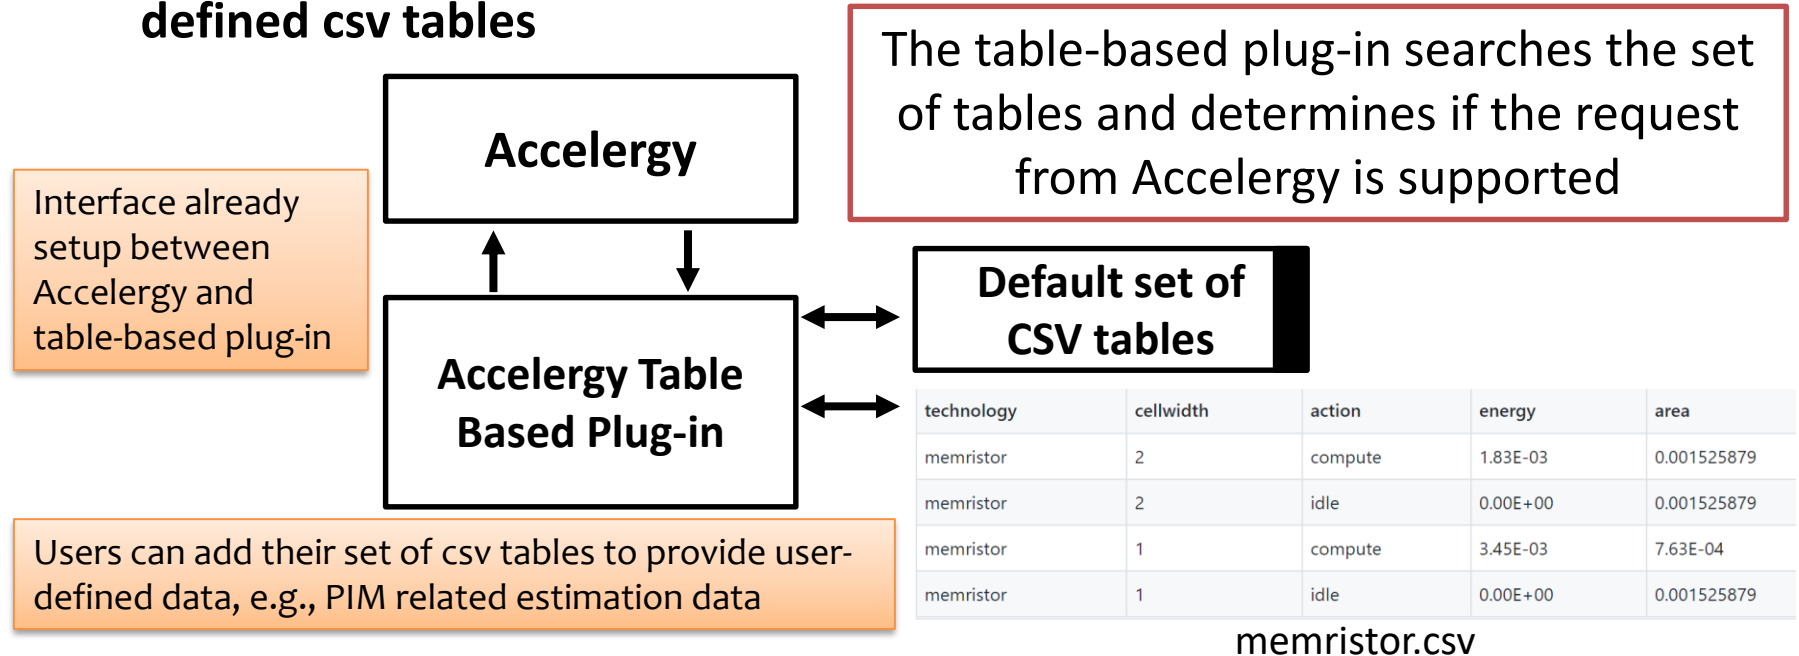 defined csv tables
The table-based plug-in searches the set
of tables and determines if the request
from Accelergy is supported
Accelergy
Interface already
setup between
Accelergy and
table-based plug-in
Default set of
CSV tables
Accelergy Table
Based Plug-in
technology cellwidth action energy area
memristor 2 compute 1.83E-03 0.001525879
memristor 2 idle 0.00E+00 0.001525879
memristor 1 compute 3.45E-03 7.63E-04
memristor 1 idle 0.00E+00 0.001525879
memristor.csv
Users can add their set of csv tables to provide user-
defined data, e.g., PIM related estimation data